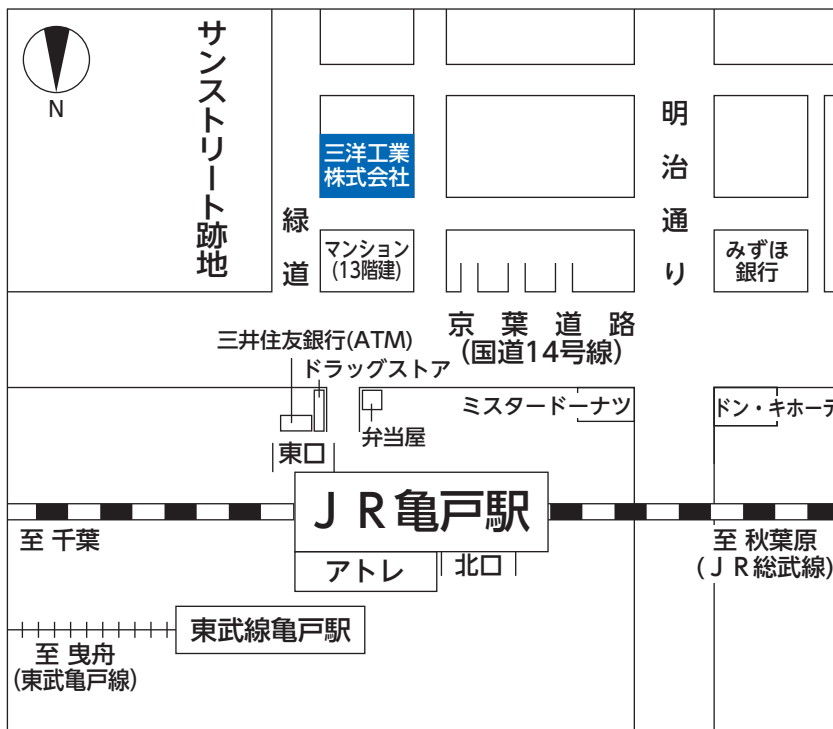 N
サンストリート跡地
三洋工業
株式会社
緑道
マンション
(13階建)
明治通り
みずほ
銀行
京葉道路
(国道14号線)
三井住友銀行(ATM)
ドラッグストア
弁当屋
ミスタードーナツ
ドン・キホーテ
東口
JR亀戸駅
至 千葉
至 秋葉原
(JR総武線)
アトレ
北口
東武線亀戸駅
至 曳舟
(東武亀戸線)